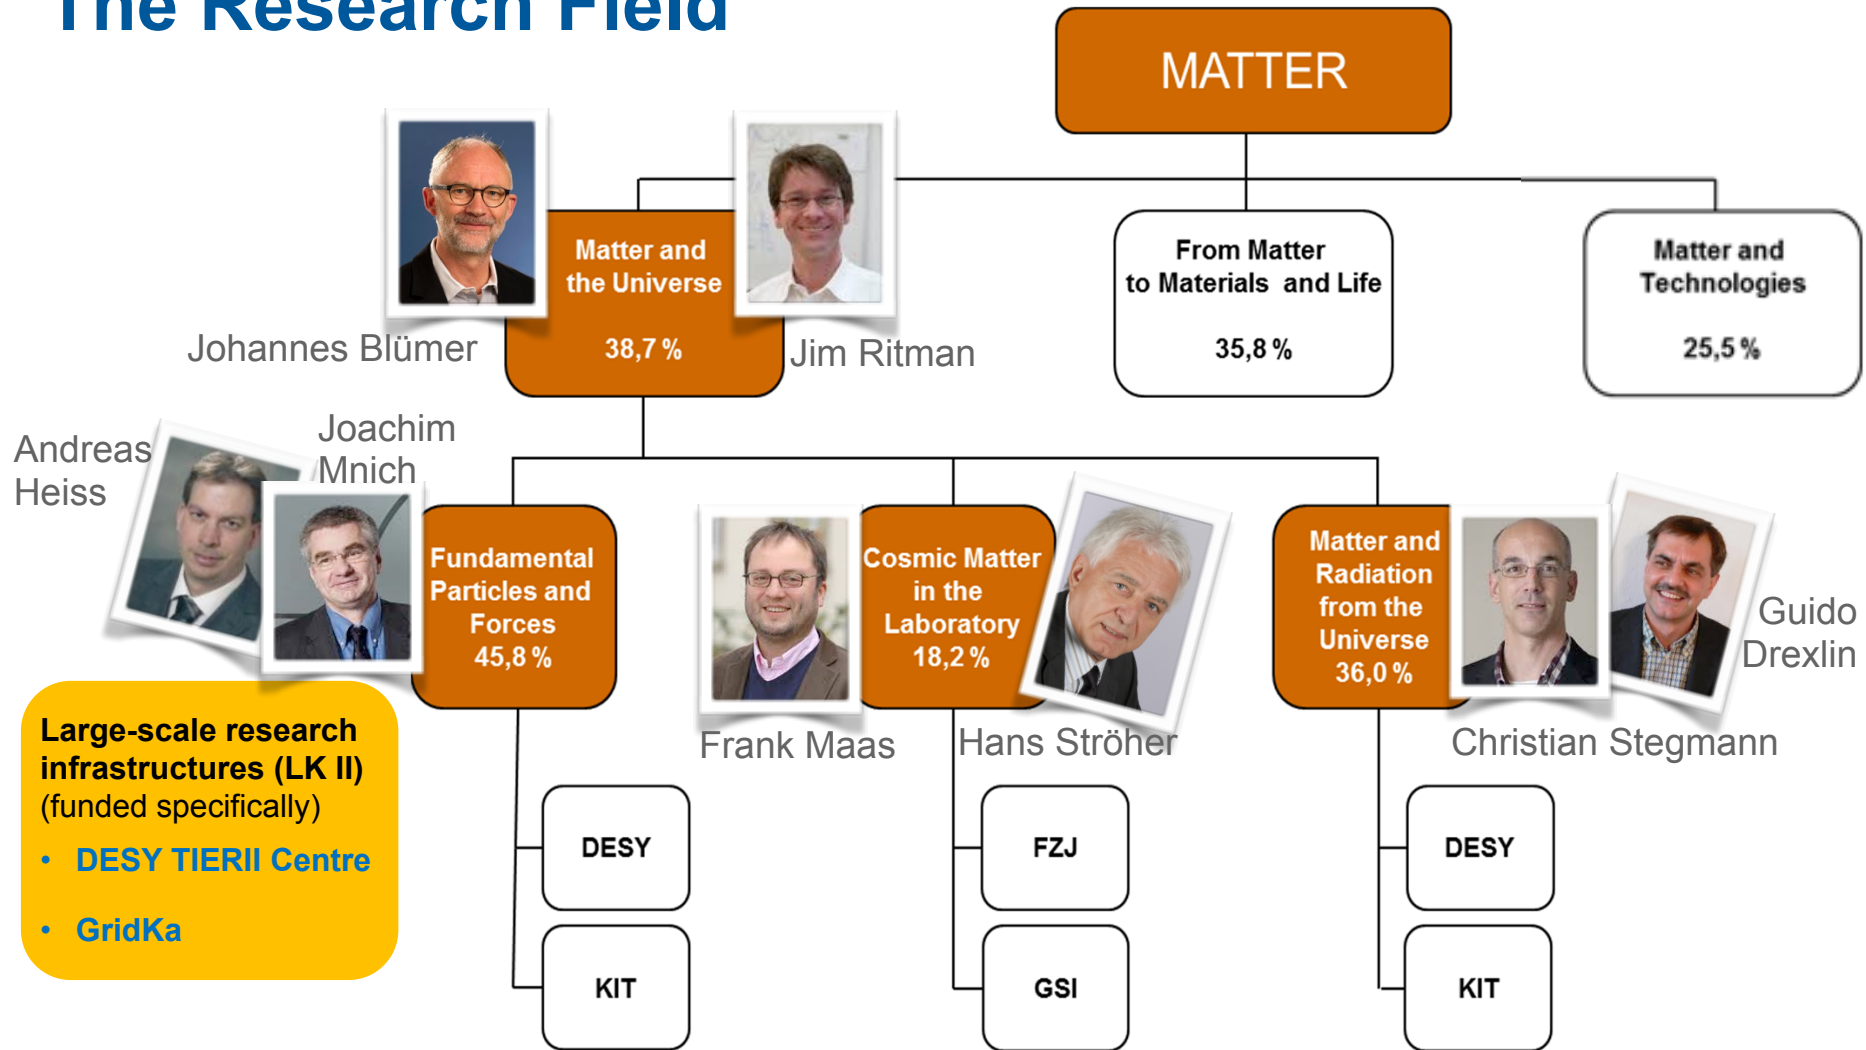 The Research Field
MATTER
Matter and
the Universe
38,7 %
Johannes Blümer
Jim Ritman
From Matter
to Materials and Life
35,8 %
Matter and
Technologies
25,5 %
Andreas
Heiss
Joachim
Mnich
Fundamental
Particles and
Forces
45,8 %
Cosmic Matter
in the
Laboratory
18,2 %
Frank Maas
Hans Ströher
Matter and
Radiation
from the
Universe
36,0 %
Christian Stegmann
Guido
Drexlin
Large-scale research
infrastructures (LK II)
(funded specifically)
• DESY TIERII Centre
• GridKa
DESY
KIT
FZJ
GSI
DESY
KIT